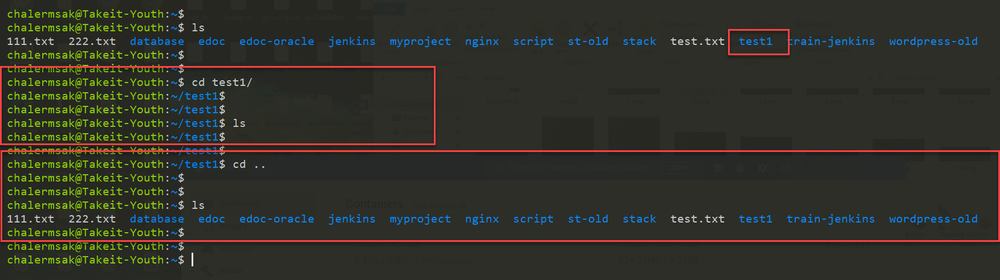 chalermsak@Takeit-Youth:~$
chalermsak@Takeit-Youth:~$ ls
111.txt 222.txt database edoc edoc-oracle jenkins myproject nginx script st-old stack test.txt test1 train-jenkins wordpress-old
chalermsak@Takeit-Youth:~$
chalermsak@Takeit-Youth:~$
chalermsak@Takeit-Youth:~$ cd test1/
chalermsak@Takeit-Youth:~/test1$
chalermsak@Takeit-Youth:~/test1$
chalermsak@Takeit-Youth:~/test1$ ls
chalermsak@Takeit-Youth:~/test1$
chalermsak@Takeit-Youth:~/test1$
chalermsak@Takeit-Youth:~/test1$ cd ..
chalermsak@Takeit-Youth:~$
chalermsak@Takeit-Youth:~$
chalermsak@Takeit-Youth:~$ ls
Containers
111.txt 222.txt database edoc edoc-oracle jenkins myproject nginx script st-old stack test.txt test1 train-jenkins wordpress-old
chalermsak@Takeit-Youth:~$
chalermsak@Takeit-Youth:~$
Volumes
chalermsak@Takeit-Youth:~$
Builds